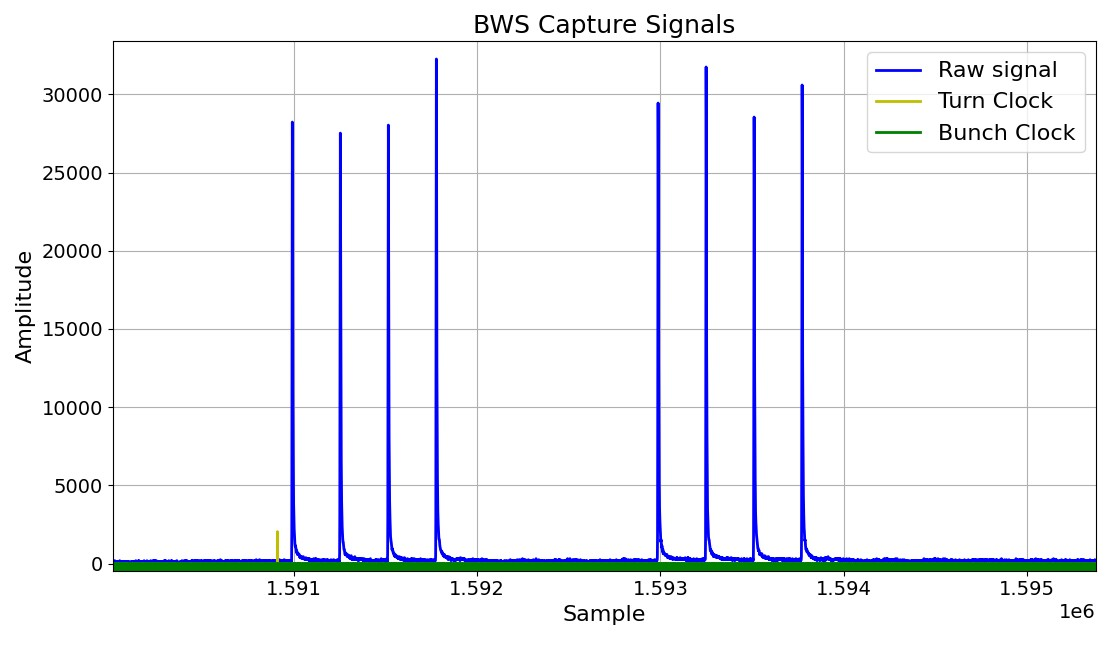 BWS Capture Signals
Raw signal
Turn Clock
Bunch Clock
Amplitude
30000
25000
20000
15000
10000
5000
0
1.591 1.592 1.593 1.594 1.595
1e6
Sample